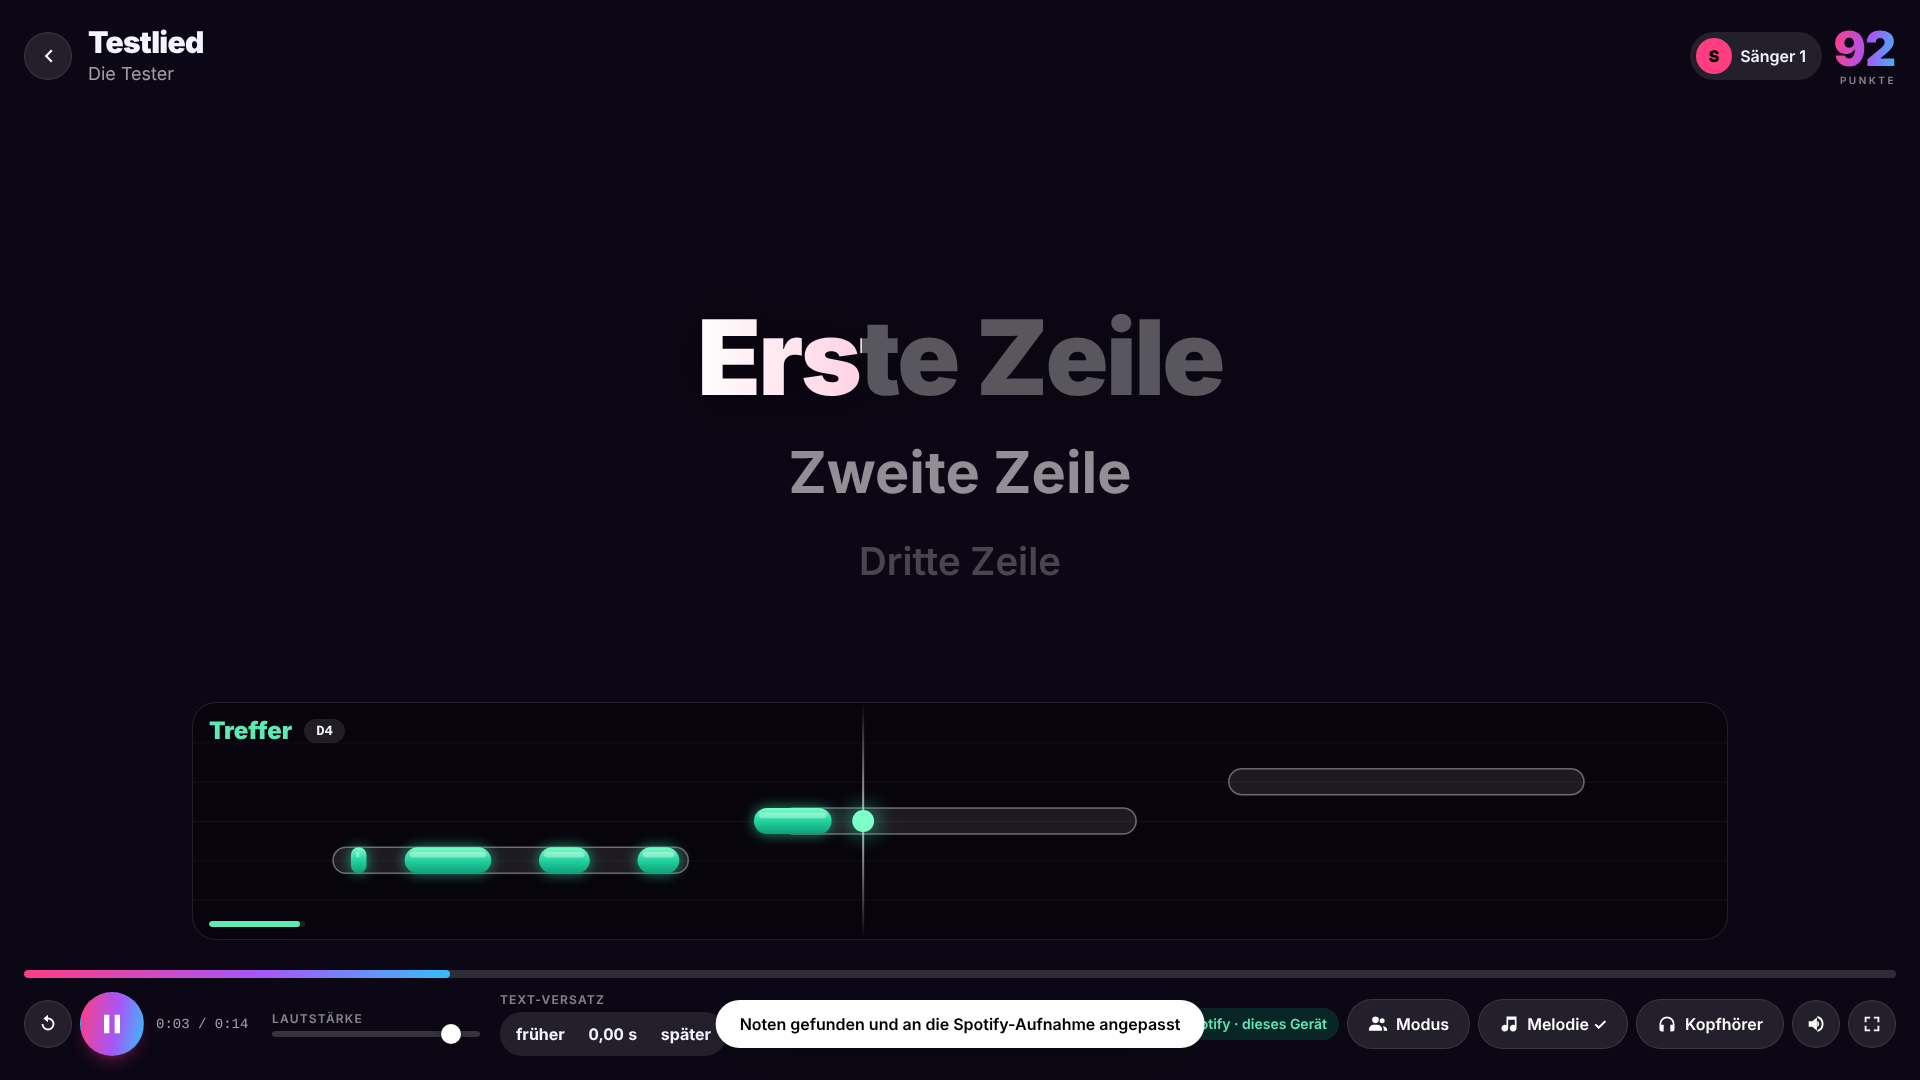 Testlied
Die Tester
S
Sänger 1
92
PUNKTE
Erste Zeile
Zweite Zeile
Dritte Zeile
Treffer
D4
0:03 / 0:14
LAUTSTÄRKE
TEXT-VERSATZ
früher 0,00 s später
Noten gefunden und an die Spotify-Aufnahme angepasst
· dieses Gerät
Modus
Melodie ✓
Kopfhörer